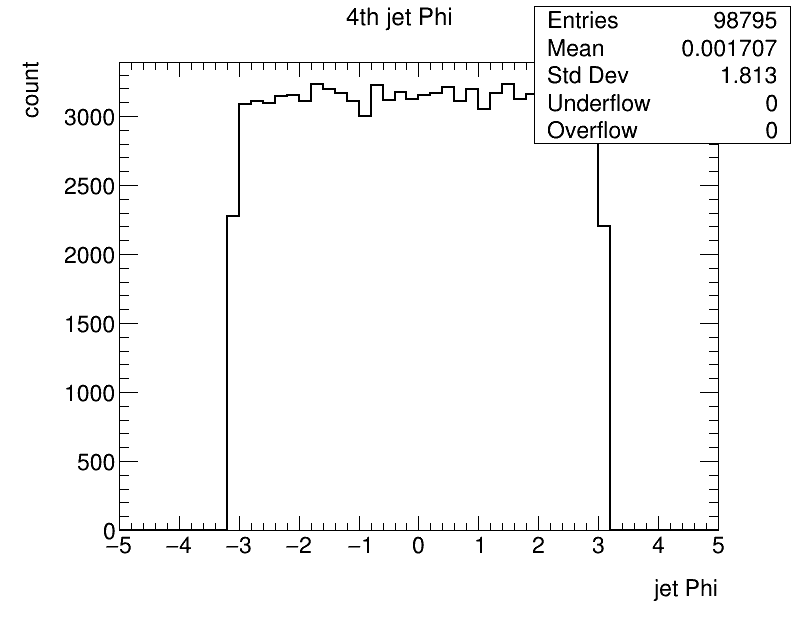 4th jet Phi
Entries 98795
Mean 0.001707
Std Dev 1.813
Underflow 0
Overflow 0
count
3000
2500
2000
1500
1000
500
0
−5 −4 −3 −2 −1 0 1 2 3 4 5
jet Phi